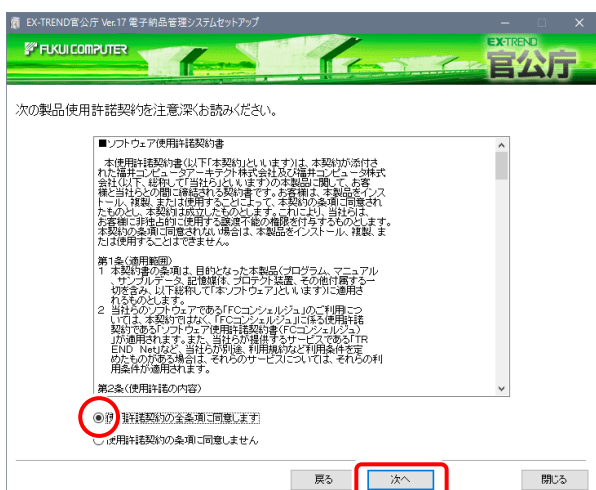 EX-TREND官公庁 Ver.17 電子納品管理システムセットアップ
FUKUI COMPUTER
EX-TREND
官公庁
次の製品使用許諾契約を注意深くお読みください。
■ソフトウェア使用許諾契約書
本使用許諾契約書(以下「本契約」といいます)は、本契約が添付さ
れた福井コンピュータアーキテクト株式会社及び福井コンピュータ株式
会社(以下、総称して「当社ら」といいます)の本製品に関して、お客
様と当社らとの間に締結される契約書です。お客様は、本製品をインス
トール、複製、または使用することによって、本契約の条項に同意され
たものとし、本契約は成立したものとします。これにより、当社らは、
お客様に非独占的に使用する譲渡不能の権限を付与するものとします。
本契約の条項に同意されない場合は、本製品をインストール、複製、ま
たは使用することはできません。
第1条(適用範囲)
1 本契約書の条項は、目的となった本製品(プログラム、マニュアル
、サンプルデータ、記憶媒体、プロテクト装置、その他付属する一
切を含み、以下総称して「本ソフトウェア」といいます)に適用さ
れるものとします。
2 当社らのソフトウェアである「FCコンシェルジュ」のご利用につ
いては、本契約ではなく、「FCコンシェルジュ」に係る使用許諾
契約である「ソフトウェア使用許諾契約書(FCコンシェルジュ)
」が適用されます。また、当社らが提供するサービスである「TR
END Net」など、当社らが別途、利用規約など利用条件を定
めたものがある場合は、それらのサービスについては、それらの利
用条件が適用されます。
第2条(使用許諾の内容)
使用許諾契約の全条項に同意します
使用許諾契約の条項に同意しません
戻る 次へ 閉じる